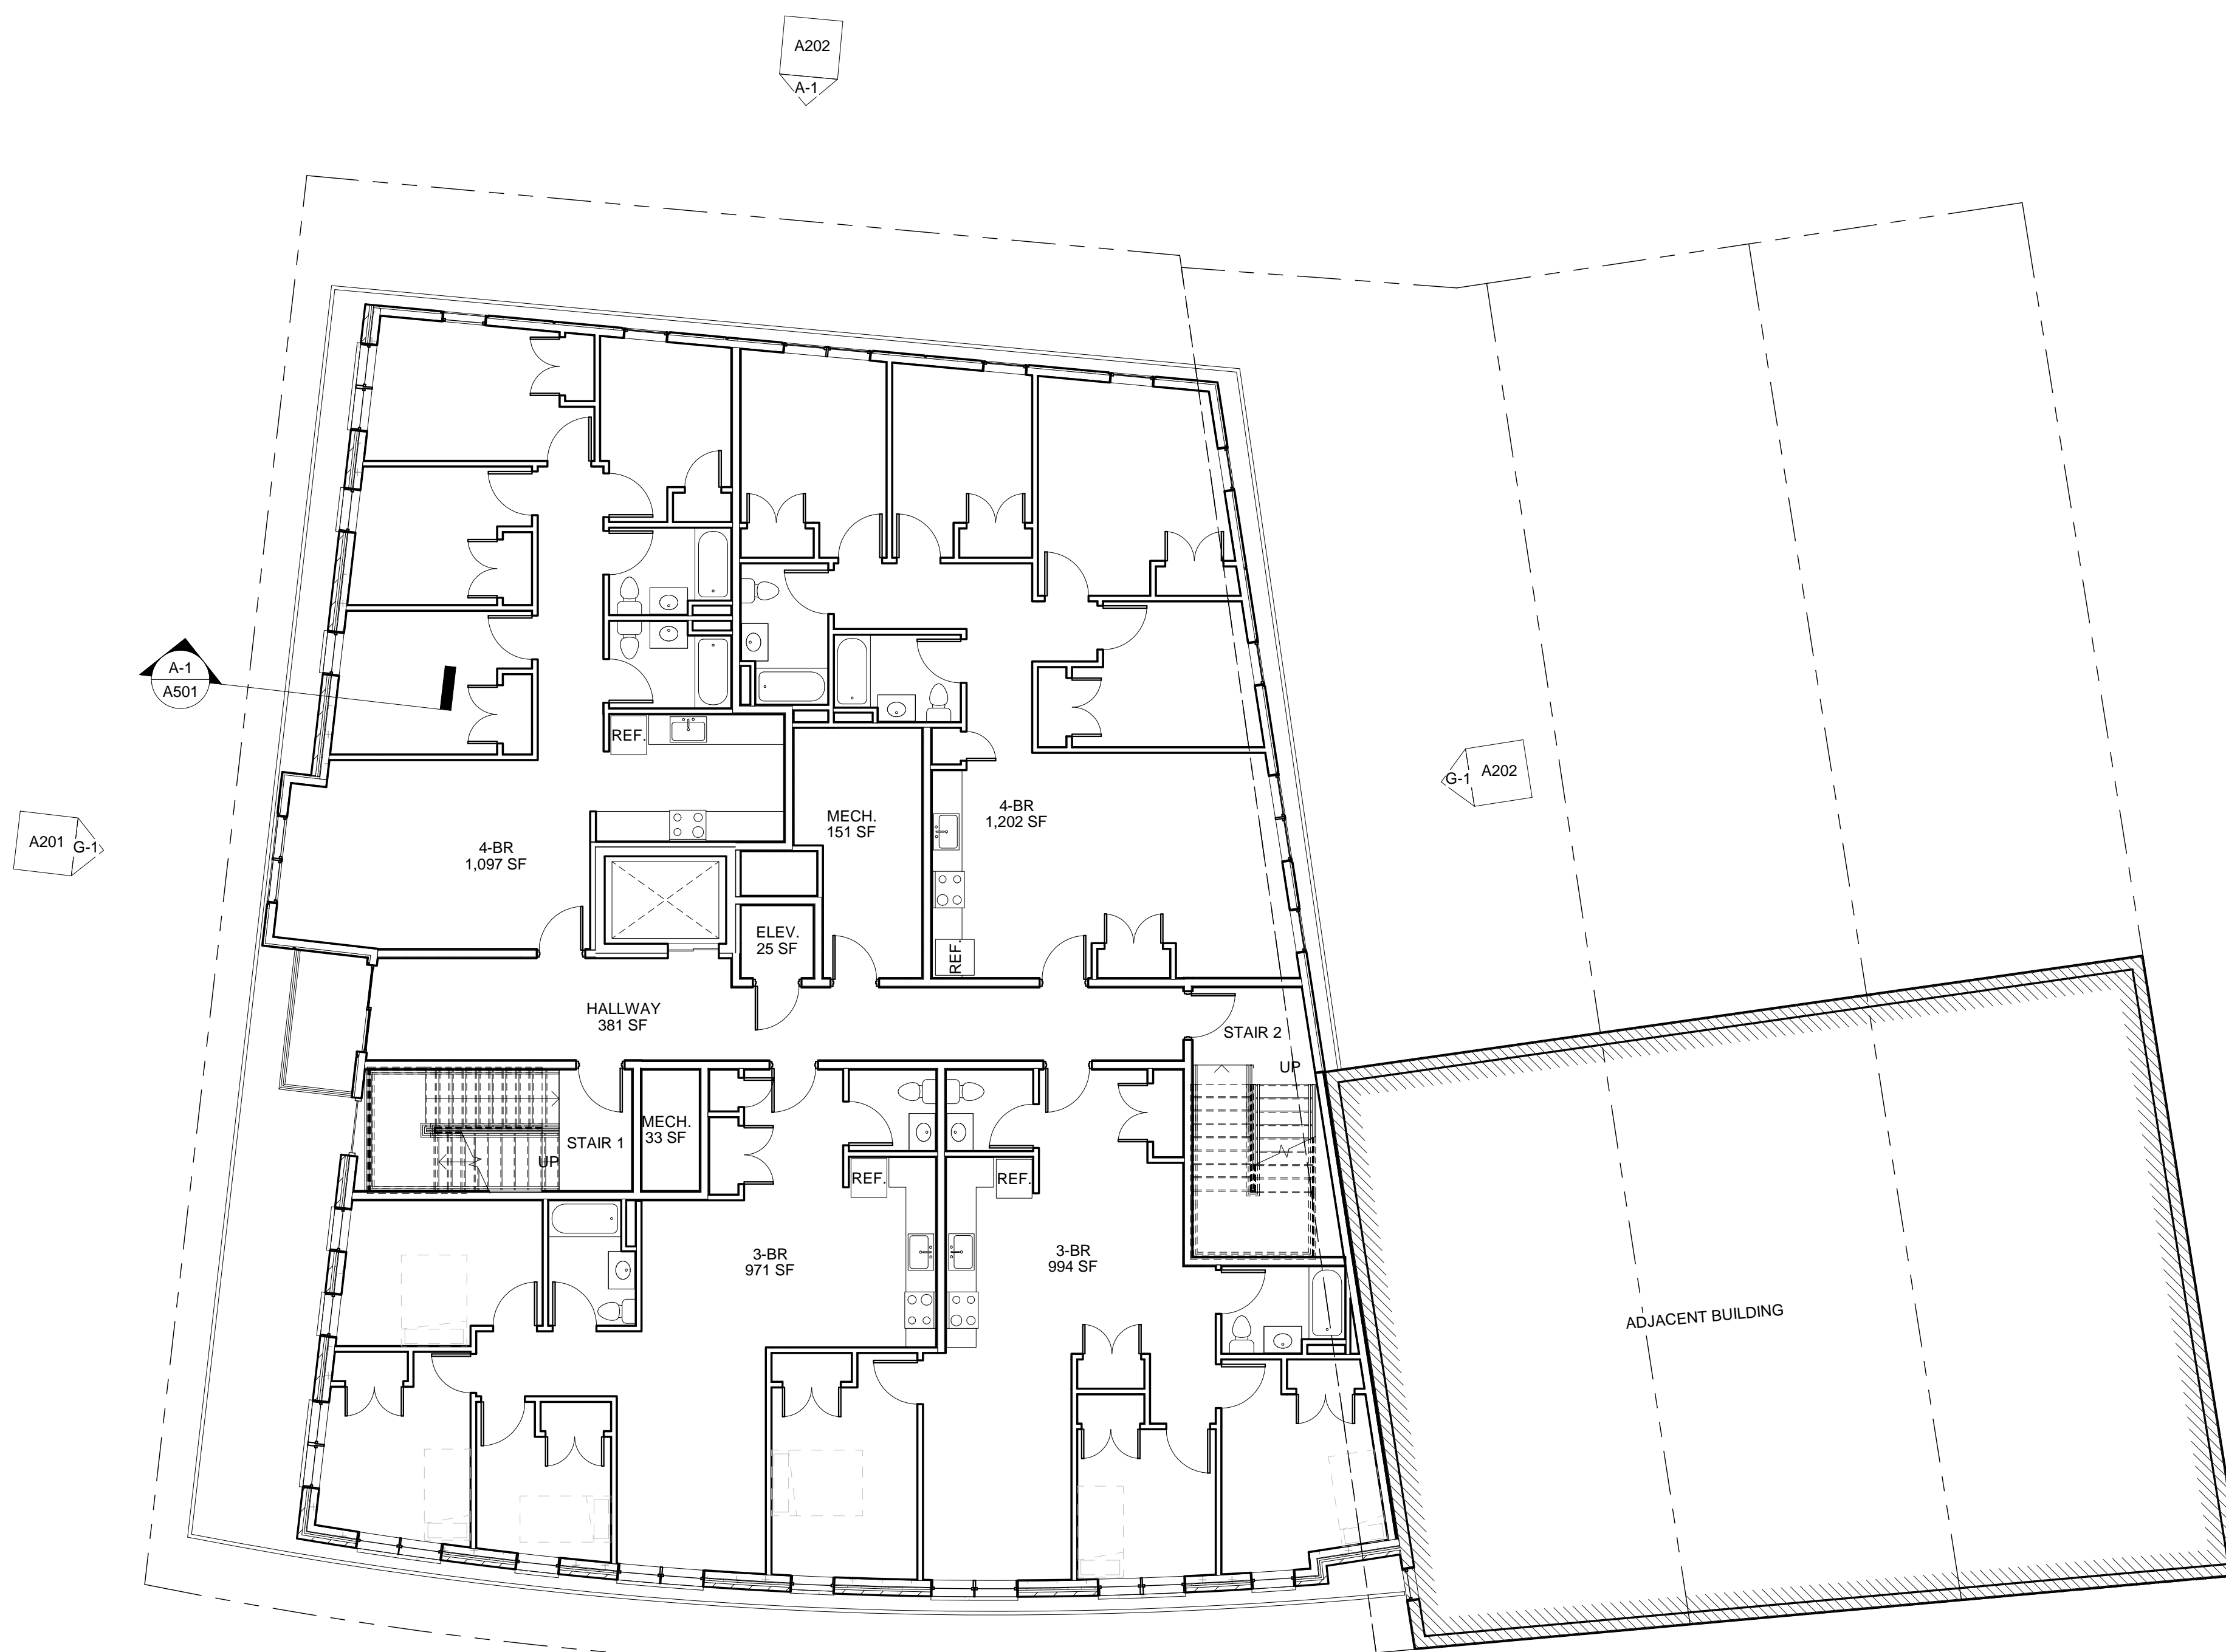 A202
A-1
A-1
A501
REF.
MECH.
151 SF
4-BR
1,202 SF
G-1
A202
A201
G-1
4-BR
1,097 SF
ELEV.
25 SF
REF.
HALLWAY
381 SF
STAIR 2
UP
MECH.
33 SF
STAIR 1
UP
REF.
REF.
3-BR
971 SF
3-BR
994 SF
ADJACENT BUILDING